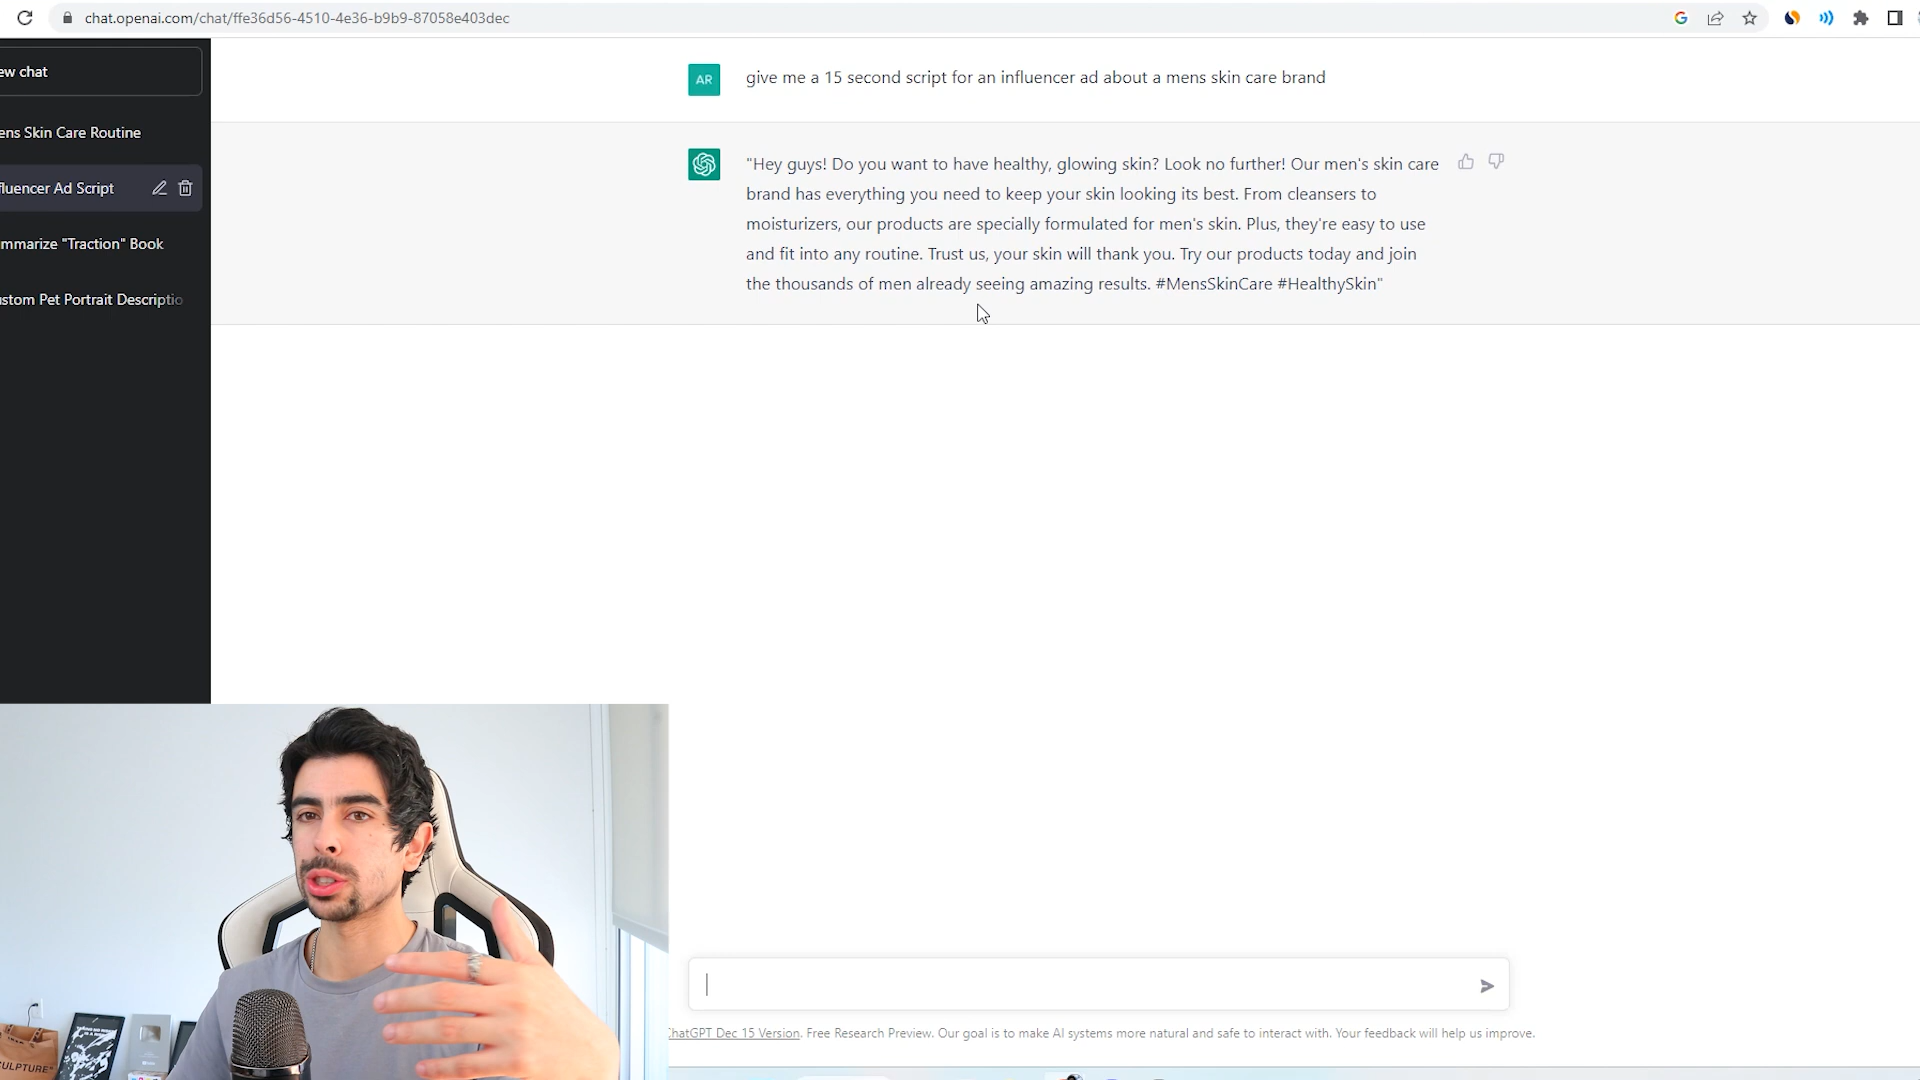 chat.openai.com/chat/ffe36d56-4510-4e36-b9b9-87058e403dec
ew chat
ens Skin Care Routine
fluencer Ad Script
mmarize "Traction" Book
ustom Pet Portrait Descriptio
AR
give me a 15 second script for an influencer ad about a mens skin care brand
"Hey guys! Do you want to have healthy, glowing skin? Look no further! Our men's skin care
brand has everything you need to keep your skin looking its best. From cleansers to
moisturizers, our products are specially formulated for men's skin. Plus, they're easy to use
and fit into any routine. Trust us, your skin will thank you. Try our products today and join
the thousands of men already seeing amazing results. #MensSkinCare #HealthySkin"
ChatGPT Dec 15 Version. Free Research Preview. Our goal is to make AI systems more natural and safe to interact with. Your feedback will help us improve.
SCULPTURE"